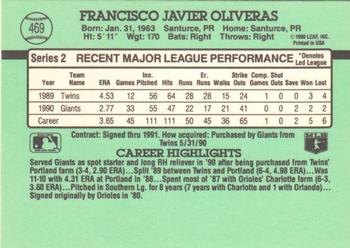 469
FRANCISCO JAVIER OLIVERAS
Born: Jan. 31, 1963 Santurce, PR Home: Santurce, PR
Ht: 5' 11" Wgt: 170 Bats: Right Throws: Right
© 1990 LEAF, INC.
PRINTED IN USA
Series 2 RECENT MAJOR LEAGUE PERFORMANCE *Denotes Led League
ERA Games Innings Pitched Hits Runs Er. Runs Walks Strike Outs Comp. Games Shut Outs Saves Won Lost
1989 Twins 4.53 12 56 64 28 28 15 24 0 0 0 3 4
1990 Giants 2.77 33 55 47 22 17 21 41 0 0 2 2 2
Career 3.65 45 111 111 50 45 36 65 0 0 2 5 6
Contract: Signed thru 1991. How acquired: Purchased by Giants from
Twins 5/31/90
CAREER HIGHLIGHTS
Served Giants as spot starter and long RH reliever in '90 after being purchased from Twins'
Portland farm (3-4, 2.90 ERA)...Split '89 between Twins and Portland (6-4, 4.98 ERA)...Was
11-10 with 4.31 ERA at Portland in '88...Spent most of '87 with Orioles' Charlotte farm (6-3,
3.60 ERA)...Pitched in Southern Lg. for 8 years (7 years with Charlotte and 1 with Orlando)...
Signed originally by Orioles in '80.